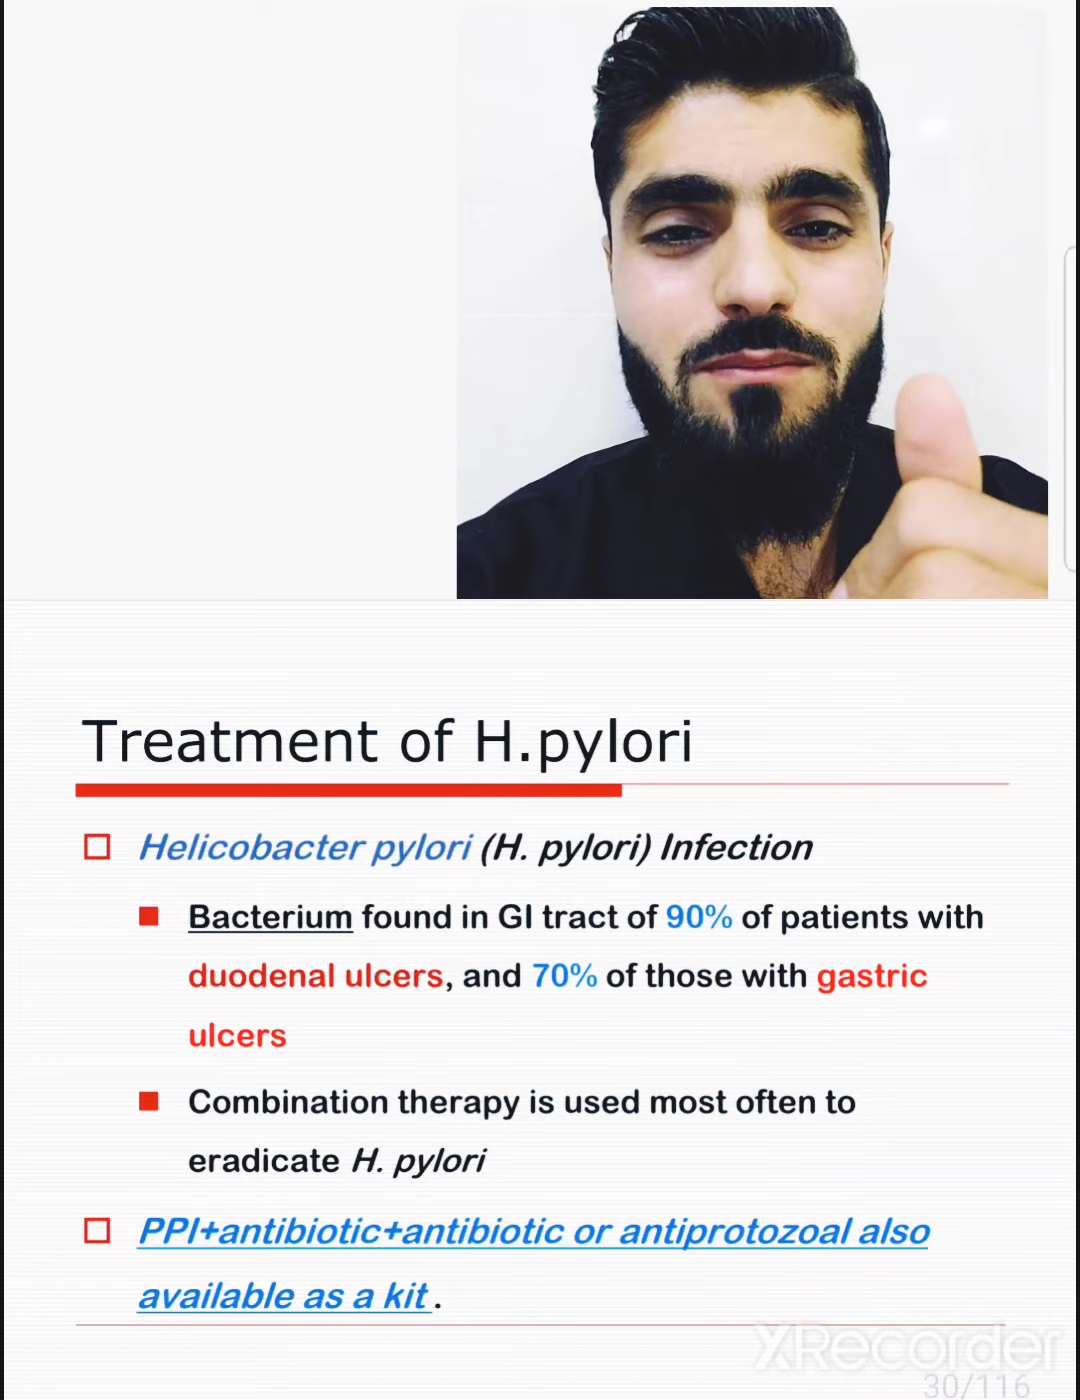 Treatment of H.pylori
Helicobacter pylori (H. pylori) Infection
Bacterium found in GI tract of 90% of patients with
duodenal ulcers, and 70% of those with gastric
ulcers
Combination therapy is used most often to
eradicate H. pylori
PPI+antibiotic+antibiotic or antiprotozoal also
available as a kit .
XRecorder
30/116